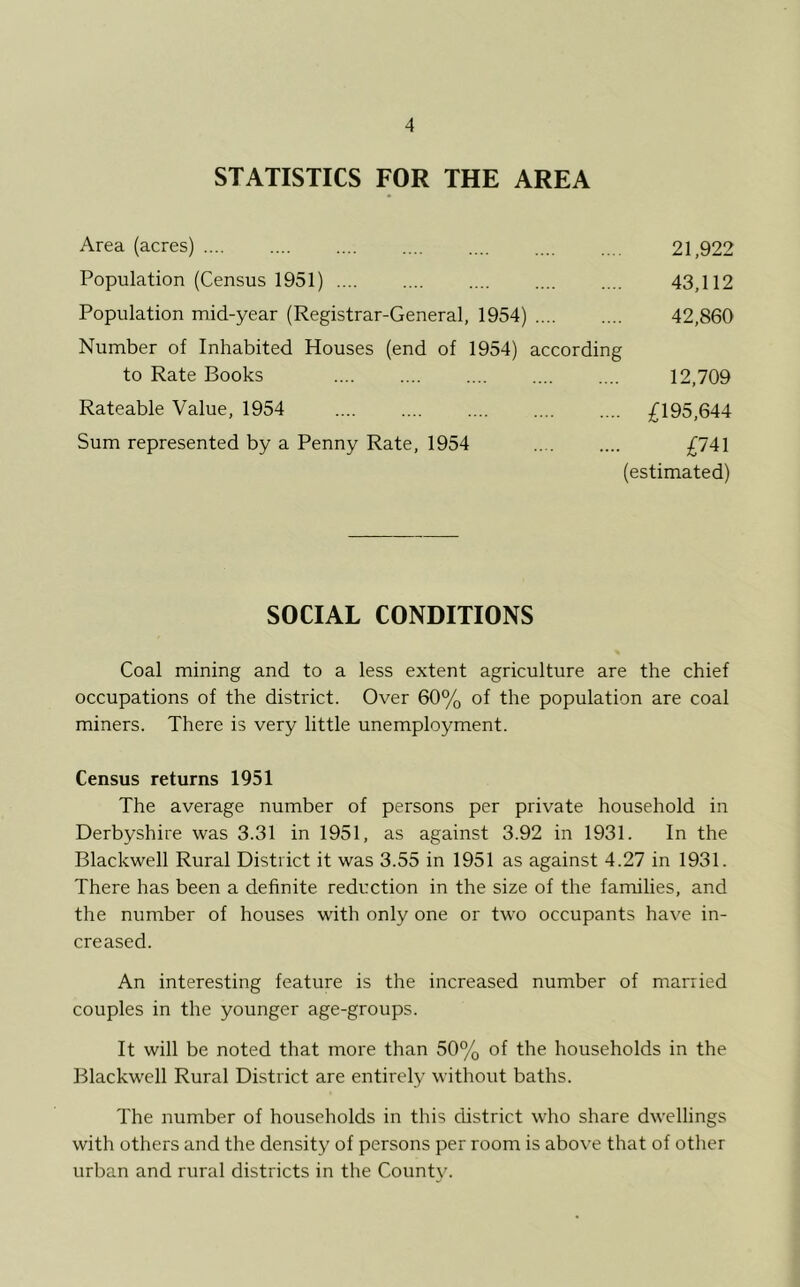 4
STATISTICS FOR THE AREA
Area (acres) .... .... .... .... .... .... .... 21,922
Population (Census 1951) .... .... .... .... .... 43,112
Population mid-year (Registrar-General, 1954) .... .... 42,860
Number of Inhabited Houses (end of 1954) according
to Rate Books .... .... .... .... .... 12,709
Rateable Value, 1954 .... .... .... .... .... £195,644
Sum represented by a Penny Rate, 1954 .... .... £741
(estimated)
SOCIAL CONDITIONS
Coal mining and to a less extent agriculture are the chief
occupations of the district. Over 60% of the population are coal
miners. There is very little unemployment.
Census returns 1951
The average number of persons per private household in
Derbyshire was 3.31 in 1951, as against 3.92 in 1931. In the
Blackwell Rural District it was 3.55 in 1951 as against 4.27 in 1931.
There has been a definite reduction in the size of the families, and
the number of houses with only one or two occupants have in-
creased.
An interesting feature is the increased number of married
couples in the younger age-groups.
It will be noted that more than 50% of the households in the
Blackwell Rural District are entirely without baths.
The number of households in this district who share dwellings
with others and the density of persons per room is above that of other
urban and rural districts in the County.